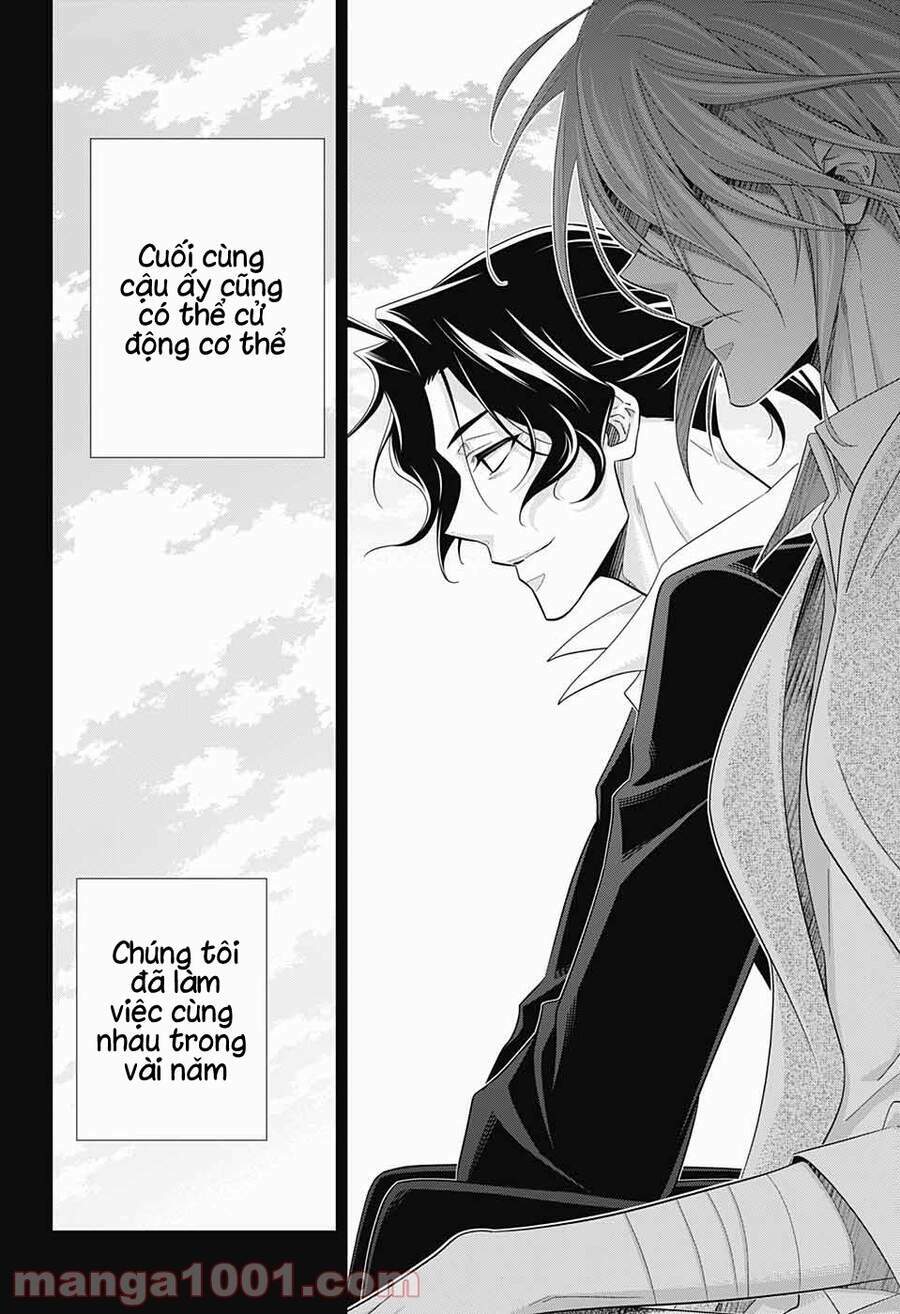 Cuối cùng
cậu ấy cũng
có thể cử
động cơ thể
Chúng tôi
đã làm
việc cùng
nhau trong
vài năm
manga1001.com